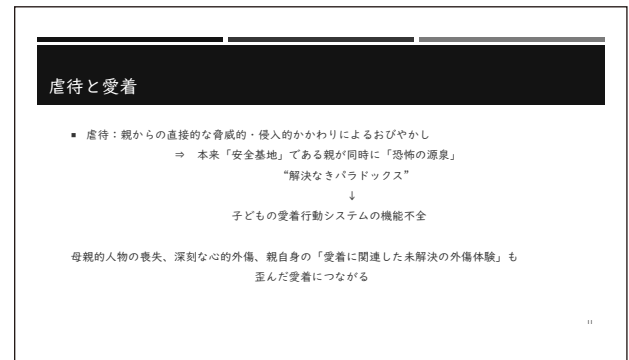 虐待と愛着
▪ 虐待：親からの直接的な脅威的・侵入的かかわりによるおびやかし
⇒ 本来「安全基地」である親が同時に「恐怖の源泉」
“解決なきパラドックス”
↓
子どもの愛着行動システムの機能不全
母親的人物の喪失、深刻な心的外傷、親自身の「愛着に関連した未解決の外傷体験」も
歪んだ愛着につながる
11